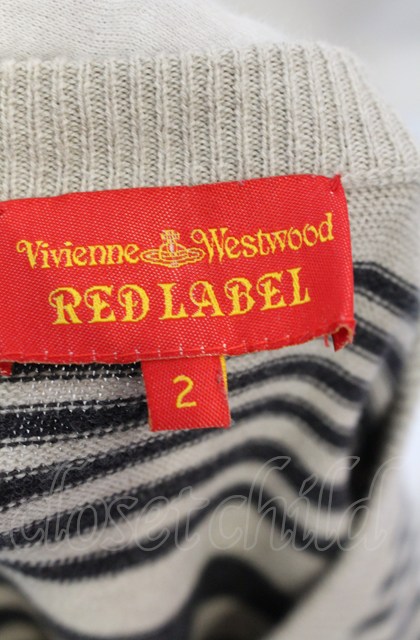 Vivienne Westwood
RED LABEL
2
closet child